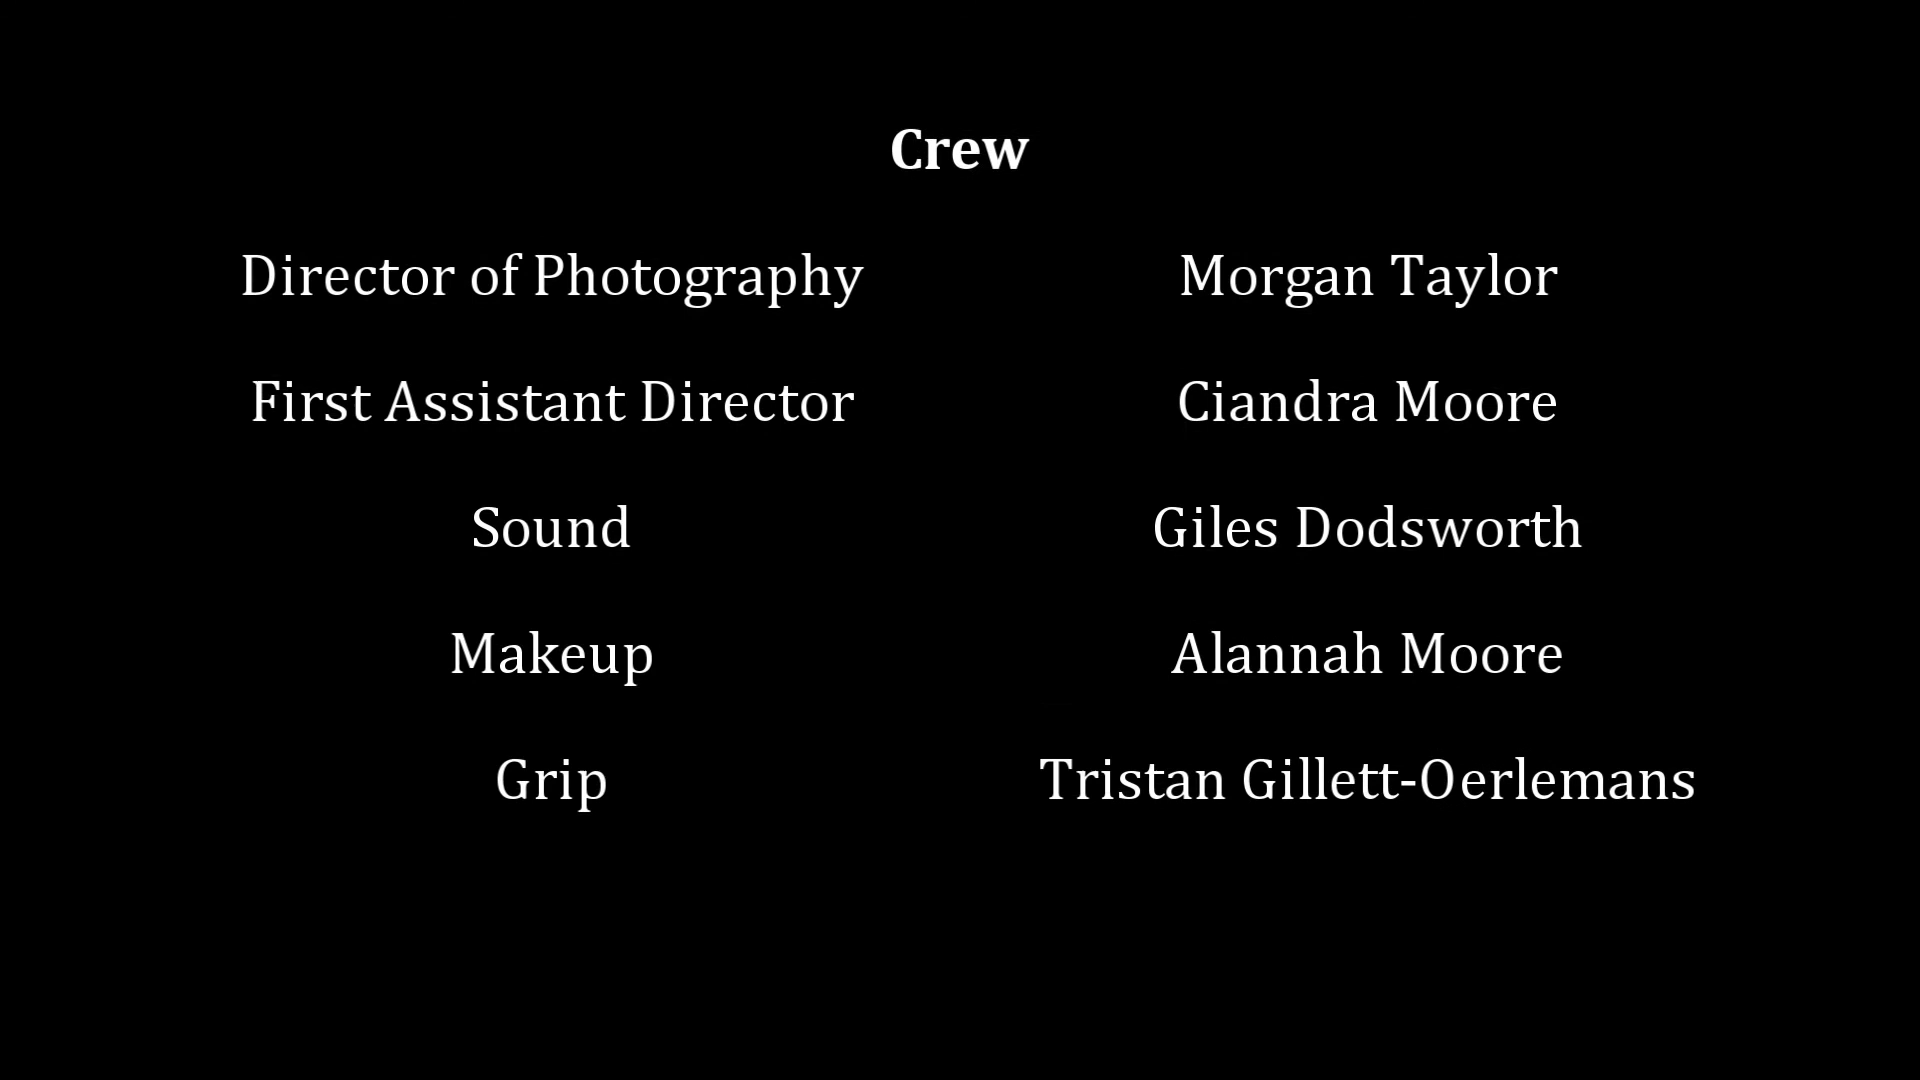 Crew
Director of Photography Morgan Taylor
First Assistant Director Ciandra Moore
Sound Giles Dodsworth
Makeup Alannah Moore
Grip Tristan Gillett-Oerlemans